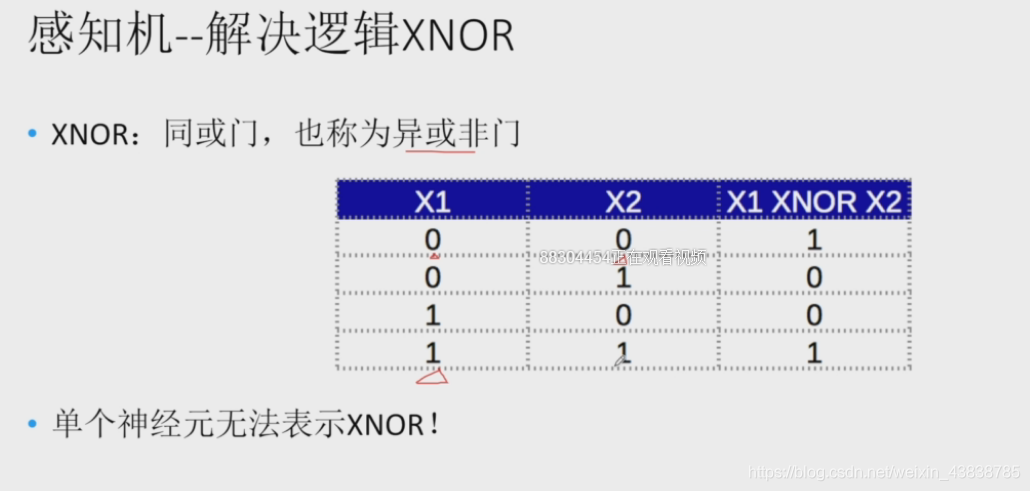 感知机--解决逻辑XNOR
• XNOR：同或门，也称为异或非门
X1 X2 X1 XNOR X2
0 0 1
88304454正在观看视频
0 1 0
1 0 0
1 1 1
• 单个神经元无法表示XNOR！
https://blog.csdn.net/weixin_43838785